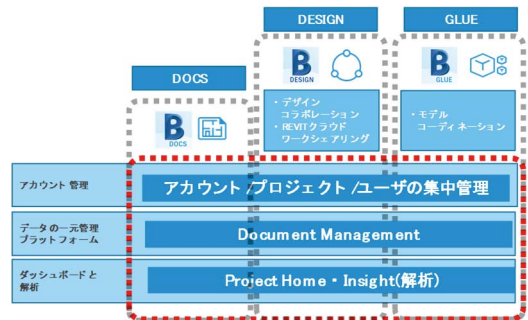 DESIGN
GLUE
DOCS
B
DESIGN
B
GLUE
B
DOCS
・デザイン
コラボレーション
・REVITクラウド
ワークシェアリング
・モデル
コーディネーション
アカウント管理
アカウント/プロジェクト/ユーザの集中管理
データの一元管理
プラットフォーム
Document Management
ダッシュボードと
解析
Project Home・Insight(解析)